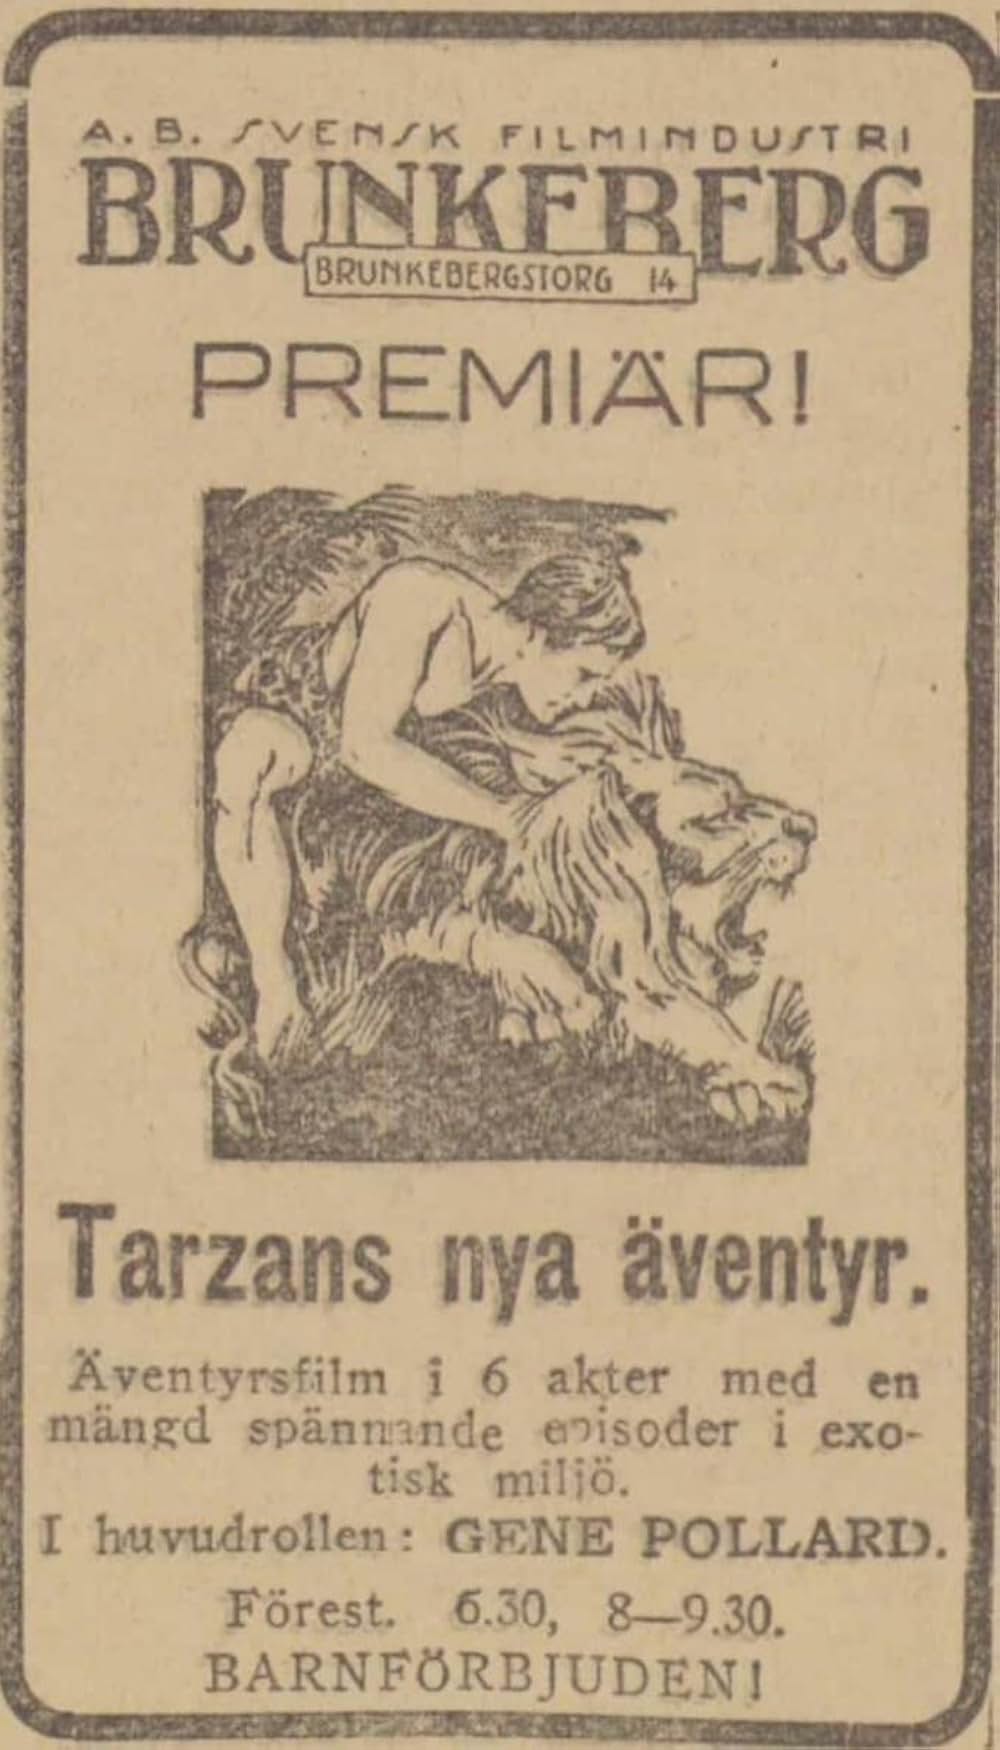 A. B. SVENSK FILMINDUSTRI
BRUNKEBERG
BRUNKEBERGSTORG 14
PREMIÄR!
Tarzans nya äventyr.
Äventyrsfilm i 6 akter med en
mängd spännande episoder i exo-
tisk miljö.
I huvudrollen: GENE POLLARD.
Förest. 6.30, 8—9.30.
BARNFÖRBJUDEN!